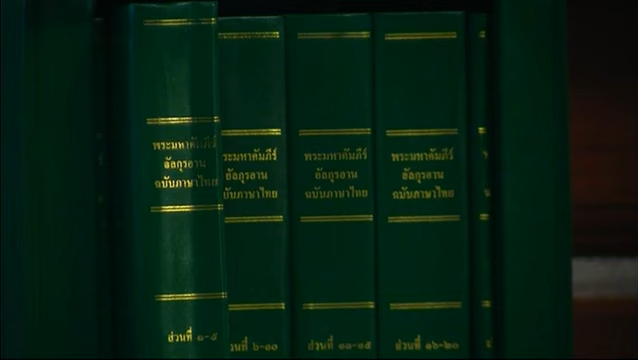 พระมหาคัมภีร์
อัลกุรอาน
ฉบับภาษาไทย
ส่วนที่ ๑-๕
พระมหาคัมภีร์
อัลกุรอาน
ฉบับภาษาไทย
ส่วนที่ ๖-๑๐
พระมหาคัมภีร์
อัลกุรอาน
ฉบับภาษาไทย
ส่วนที่ ๑๑-๑๕
พระมหาคัมภีร์
อัลกุรอาน
ฉบับภาษาไทย
ส่วนที่ ๑๖-๒๐